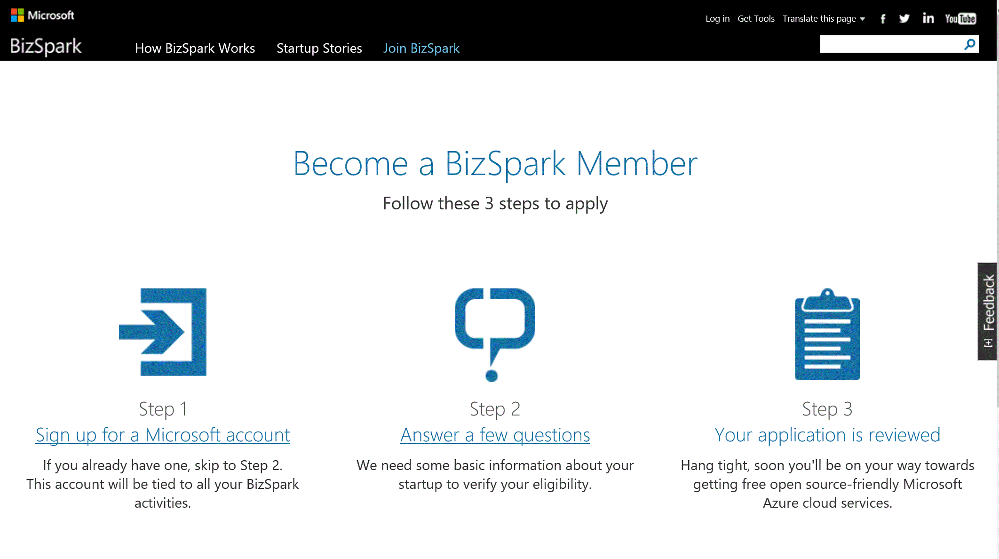 Microsoft
Log in Get Tools Translate this page
f in YouTube
BizSpark
How BizSpark Works Startup Stories Join BizSpark
Become a BizSpark Member
Follow these 3 steps to apply
[+] Feedback
Step 1
Sign up for a Microsoft account
If you already have one, skip to Step 2.
This account will be tied to all your BizSpark
activities.
Step 2
Answer a few questions
We need some basic information about your
startup to verify your eligibility.
Step 3
Your application is reviewed
Hang tight, soon you'll be on your way towards
getting free open source-friendly Microsoft
Azure cloud services.